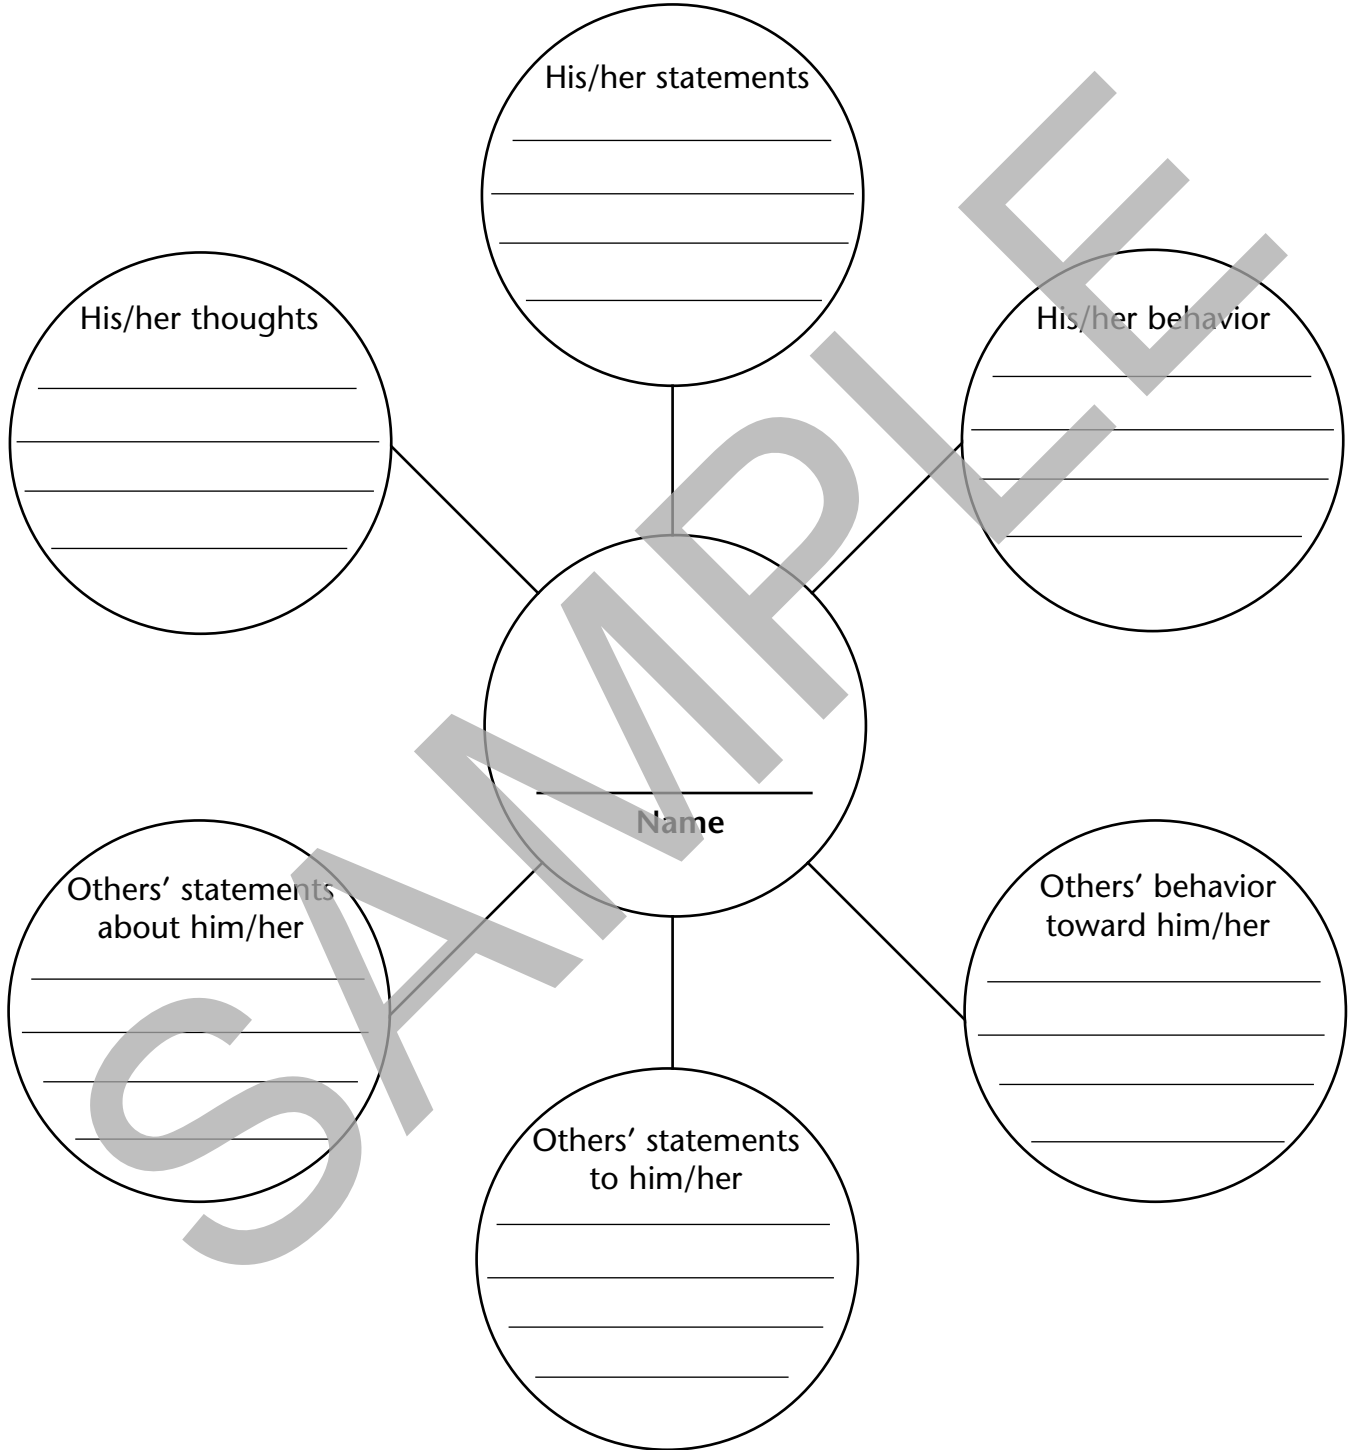 His/her statements
His/her thoughts
His/her behavior
Name
Others’ statements
about him/her
Others’ behavior
toward him/her
Others’ statements
to him/her
SAMPLE